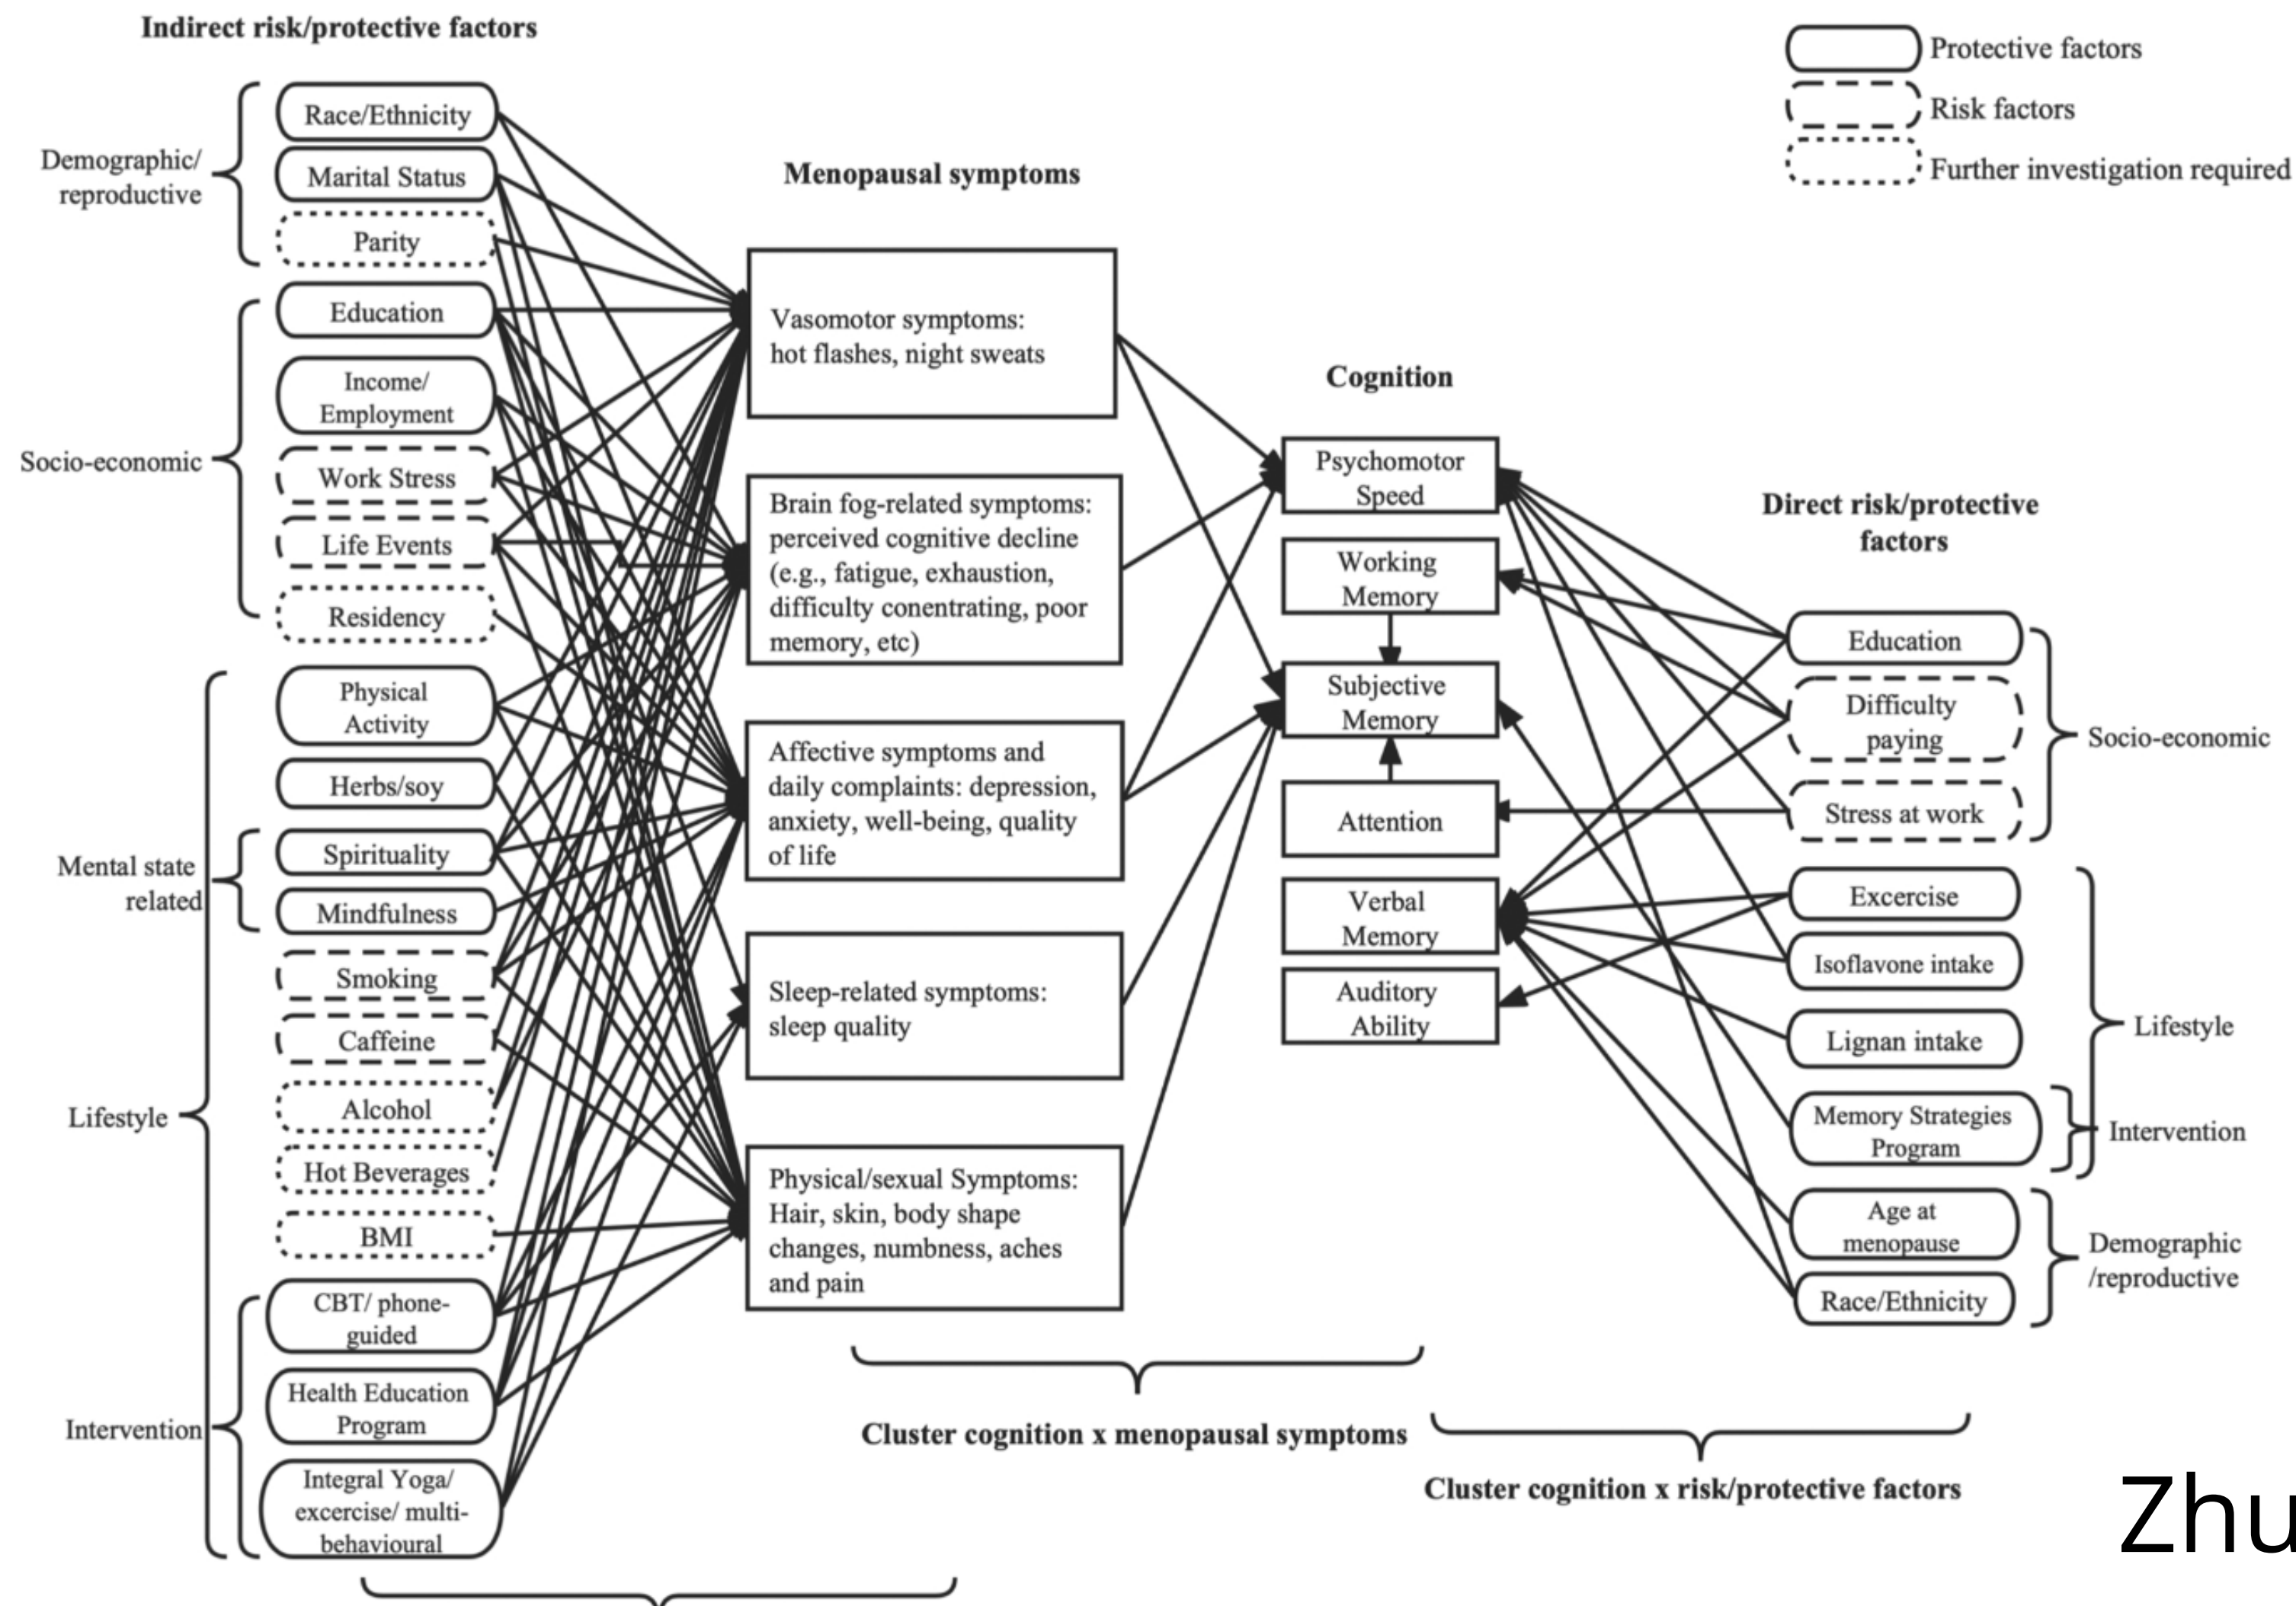 Indirect risk/protective factors
Demographic/
reproductive
Race/Ethnicity
Marital Status
Parity
Socio-economic
Education
Income/
Employment
Work Stress
Life Events
Residency
Lifestyle
Physical
Activity
Herbs/soy
Mental state
related
Spirituality
Mindfulness
Smoking
Caffeine
Alcohol
Hot Beverages
BMI
Intervention
CBT/ phone-
guided
Health Education
Program
Integral Yoga/
excercise/ multi-
behavioural
Menopausal symptoms
Vasomotor symptoms:
hot flashes, night sweats
Brain fog-related symptoms:
perceived cognitive decline
(e.g., fatigue, exhaustion,
difficulty conentrating, poor
memory, etc)
Affective symptoms and
daily complaints: depression,
anxiety, well-being, quality
of life
Sleep-related symptoms:
sleep quality
Physical/sexual Symptoms:
Hair, skin, body shape
changes, numbness, aches
and pain
Cluster cognition x menopausal symptoms
Cognition
Psychomotor
Speed
Working
Memory
Subjective
Memory
Attention
Verbal
Memory
Auditory
Ability
Cluster cognition x risk/protective factors
Protective factors
Risk factors
Further investigation required
Direct risk/protective
factors
Education
Difficulty
paying
Stress at work
Socio-economic
Excercise
Isoflavone intake
Lignan intake
Lifestyle
Memory Strategies
Program
Intervention
Age at
menopause
Race/Ethnicity
Demographic
/reproductive
Zhu